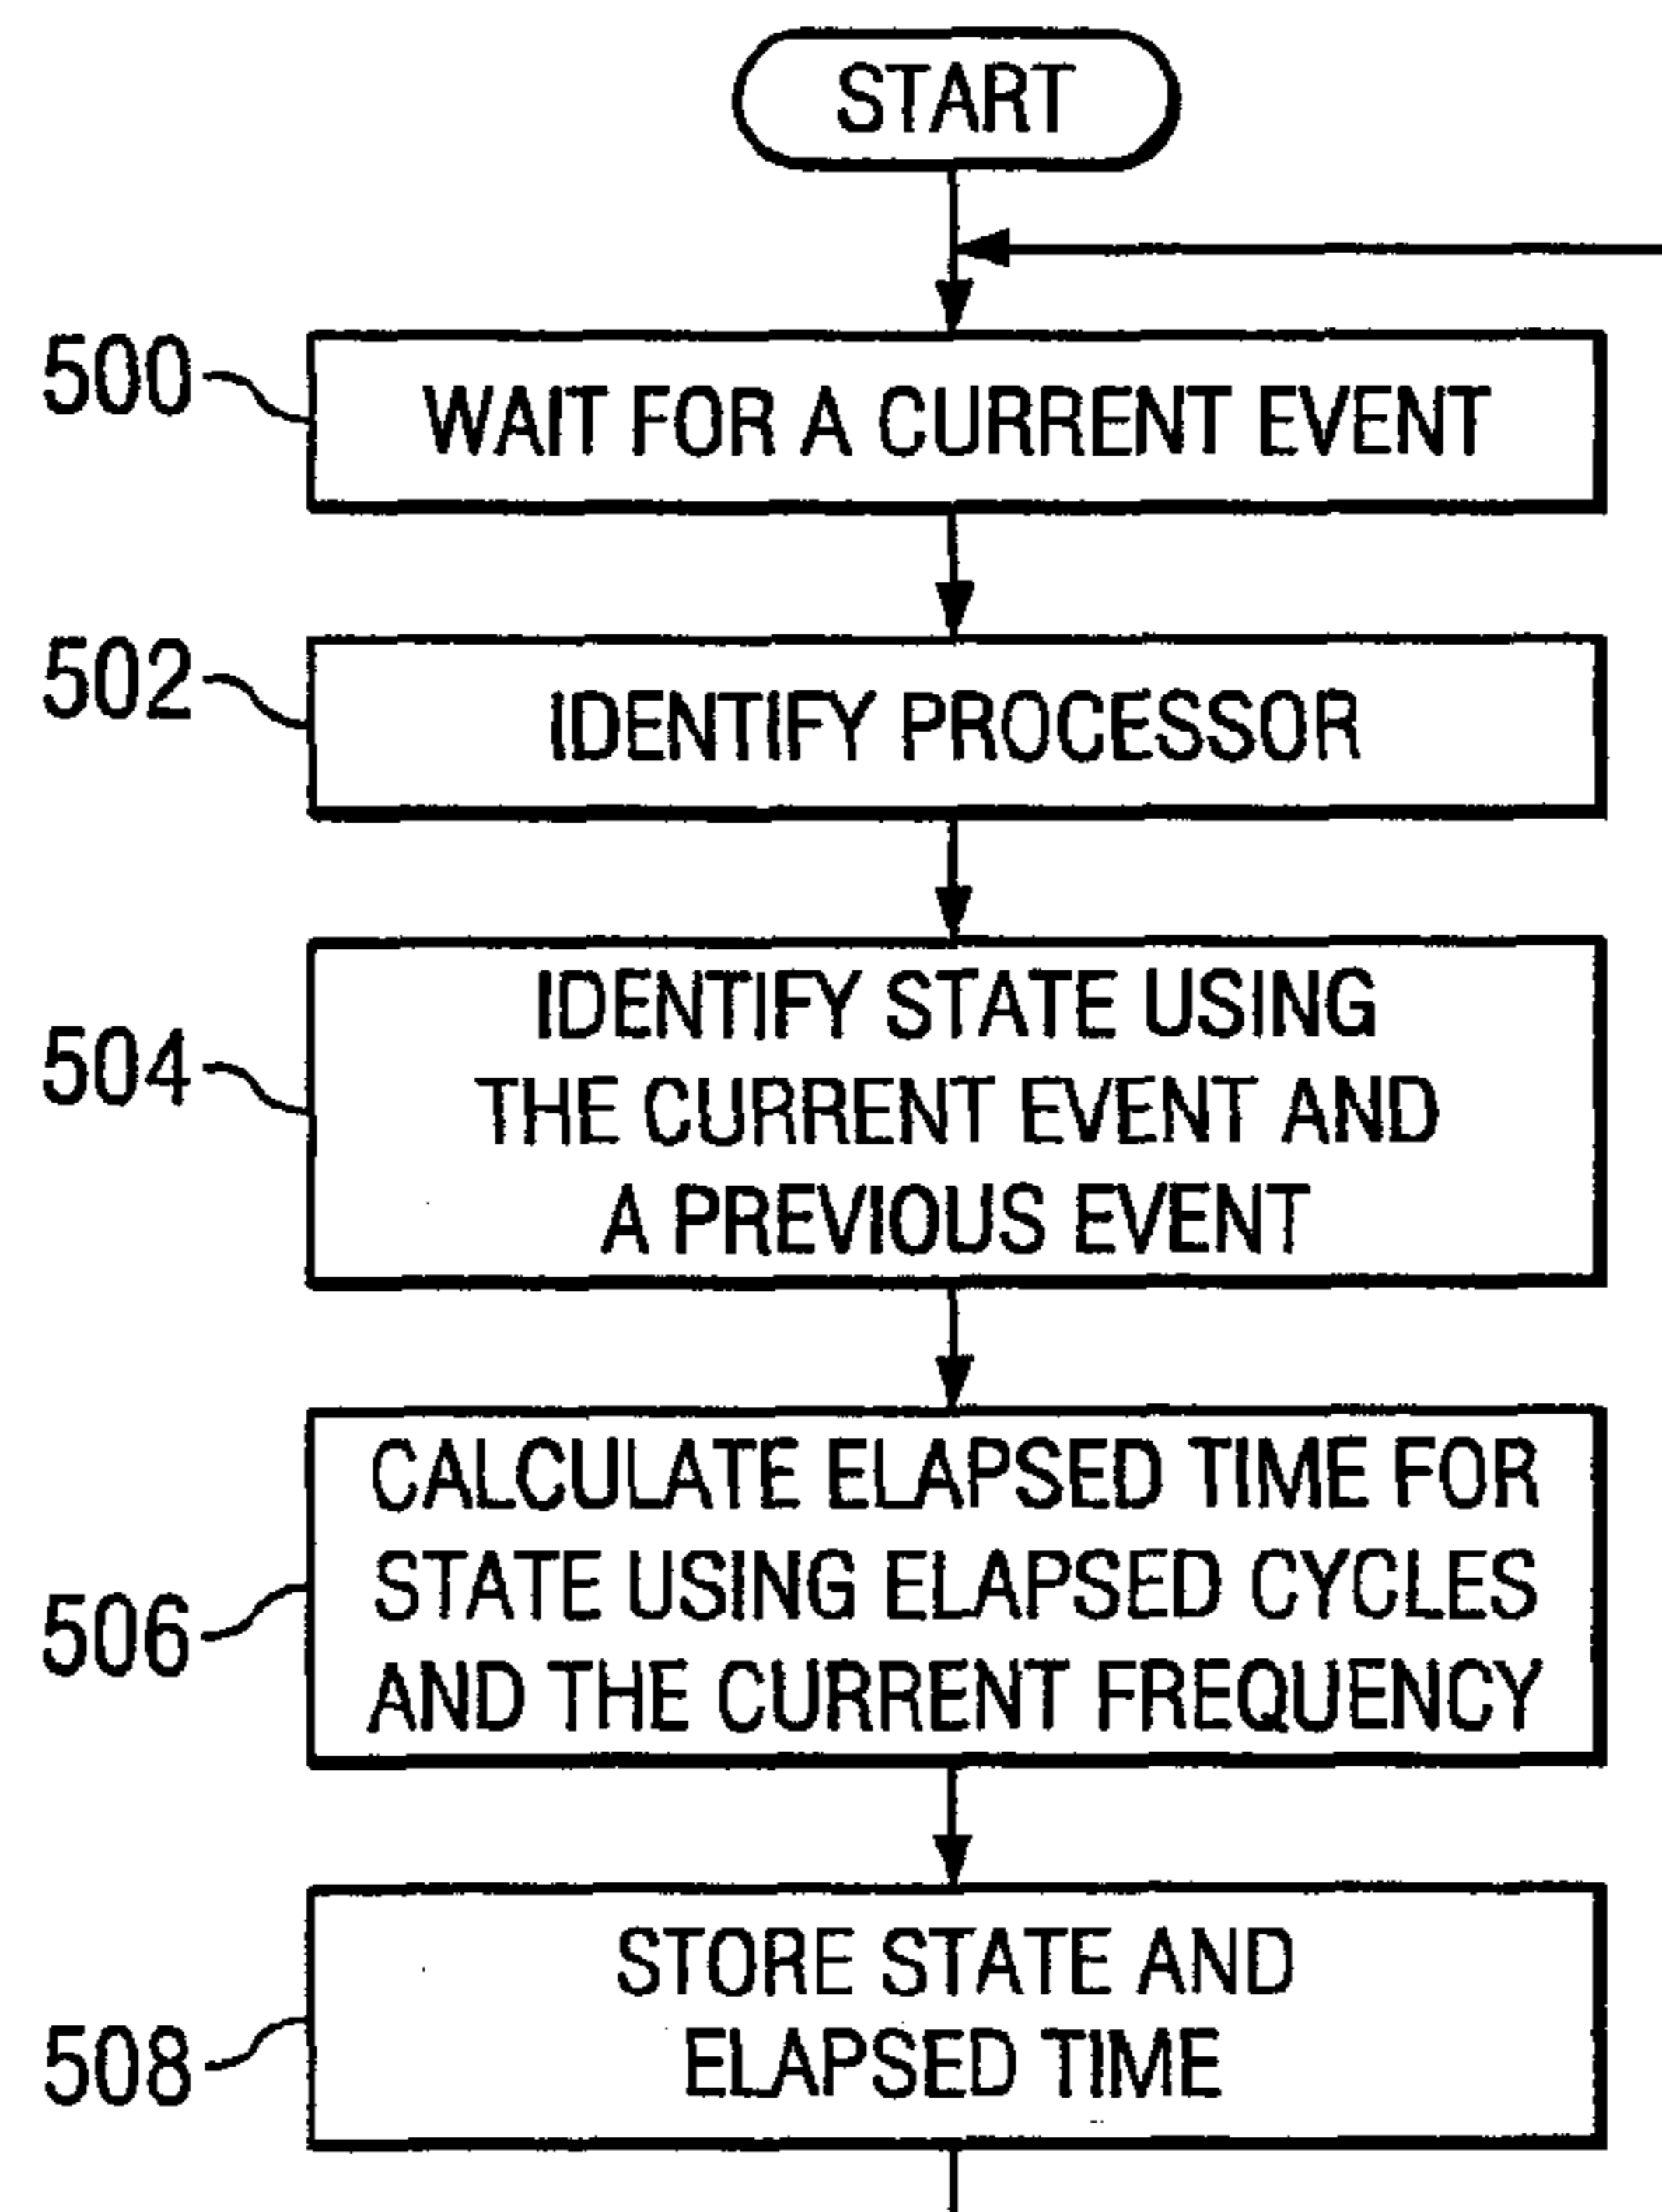 START
500
WAIT FOR A CURRENT EVENT
502
IDENTIFY PROCESSOR
504
IDENTIFY STATE USING
THE CURRENT EVENT AND
A PREVIOUS EVENT
506
CALCULATE ELAPSED TIME FOR
STATE USING ELAPSED CYCLES
AND THE CURRENT FREQUENCY
508
STORE STATE AND
ELAPSED TIME